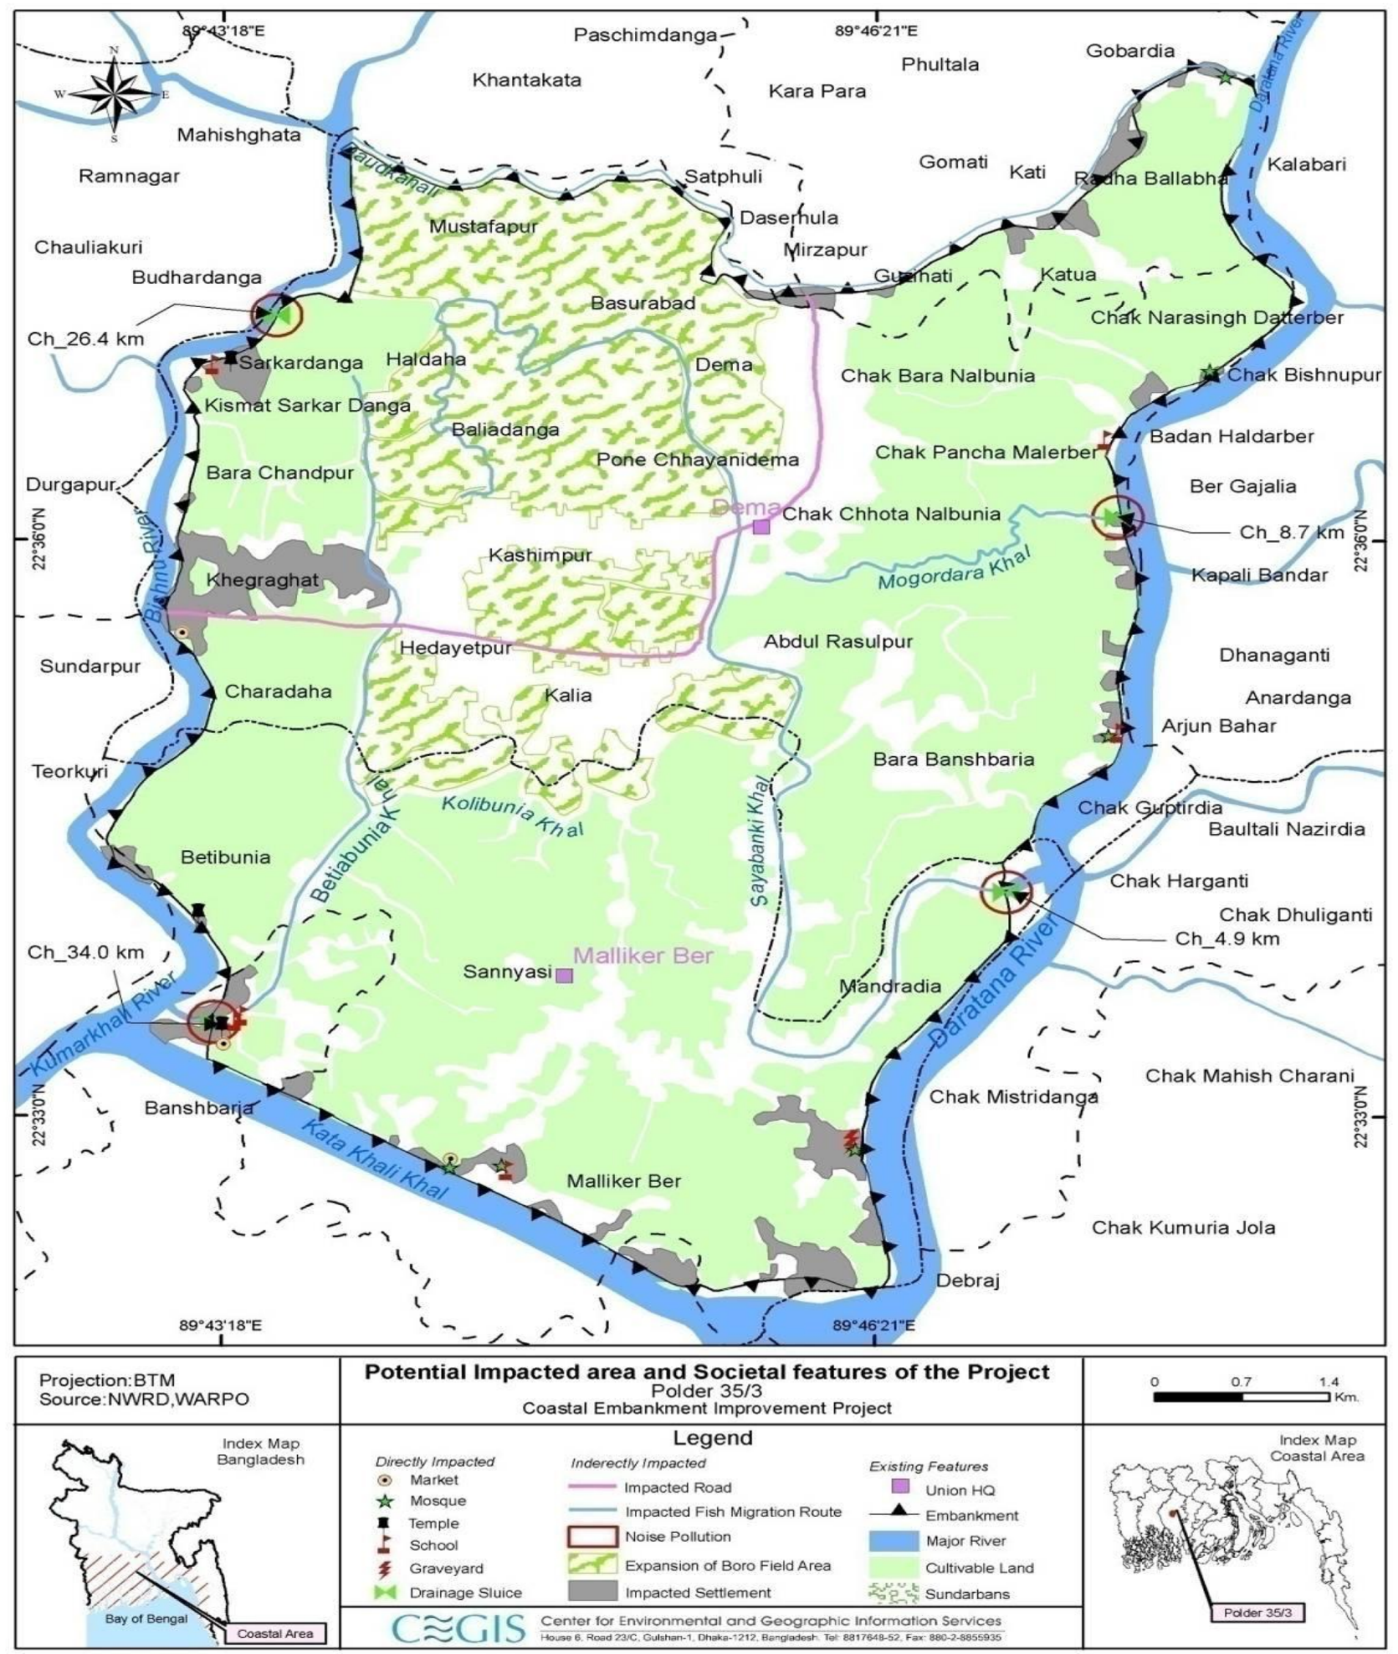 89°43'18"E
89°46'21"E
Paschimdanga
Gobardia
Daratana River
Phultala
Khantakata
Kara Para
N
W
E
S
Mahishghata
Ramnagar
Gomati
Kati
Kalabari
Satphuli
Radha Ballabha
Mustafapur
Daserhula
Chauliakuri
Mirzapur
Budhardanga
Katua
Basurabad
Chak Narasingh Datterber
Ch_26.4 km
Sarkardanga
Haldaha
Dema
Chak Bara Nalbunia
Chak Bishnupur
Kismat Sarkar Danga
Baliadanga
Badan Haldarber
Chak Pancha Malerber
Pone Chhayanidema
Bara Chandpur
Durgapur
Ber Gajalia
Dema
Chak Chhota Nalbunia
Ch_8.7 km
22°36'0"N
22°36'0"N
Bishnu River
Kashimpur
Mogordara Khal
Khegraghat
Kapali Bandar
Abdul Rasulpur
Hedayetpur
Dhanaganti
Sundarpur
Charadaha
Kalia
Anardanga
Arjun Bahar
Bara Banshbaria
Teorkuri
Kolibunia Khal
Chak Guptirdia
Baultali Nazirdia
Betibunia
Betiabunia Khal
Sayabanki Khal
Chak Harganti
Chak Dhuliganti
Ch_34.0 km
Malliker Ber
Ch_4.9 km
Sannyasi
Mandradia
Daratana River
Kumarkhali River
Chak Mahish Charani
Chak Mistridanga
Banshbaria
22°33'0"N
22°33'0"N
Kata Khali Khal
Malliker Ber
Chak Kumuria Jola
Debraj
89°43'18"E
89°46'21"E
Projection:BTM
Source:NWRD,WARPO
Potential Impacted area and Societal features of the Project
Polder 35/3
Coastal Embankment Improvement Project
0 0.7 1.4
Km.
Index Map
Bangladesh
Bay of Bengal
Coastal Area
Legend
Directly Impacted
Market
Mosque
Temple
School
Graveyard
Drainage Sluice
Inderectly Impacted
Impacted Road
Impacted Fish Migration Route
Noise Pollution
Expansion of Boro Field Area
Impacted Settlement
Existing Features
Union HQ
Embankment
Major River
Cultivable Land
Sundarbans
Index Map
Coastal Area
Polder 35/3
CEGIS
Center for Environmental and Geographic Information Services
House 6, Road 23/C, Gulshan-1, Dhaka-1212, Bangladesh. Tel: 8817648-52, Fax: 880-2-8855935